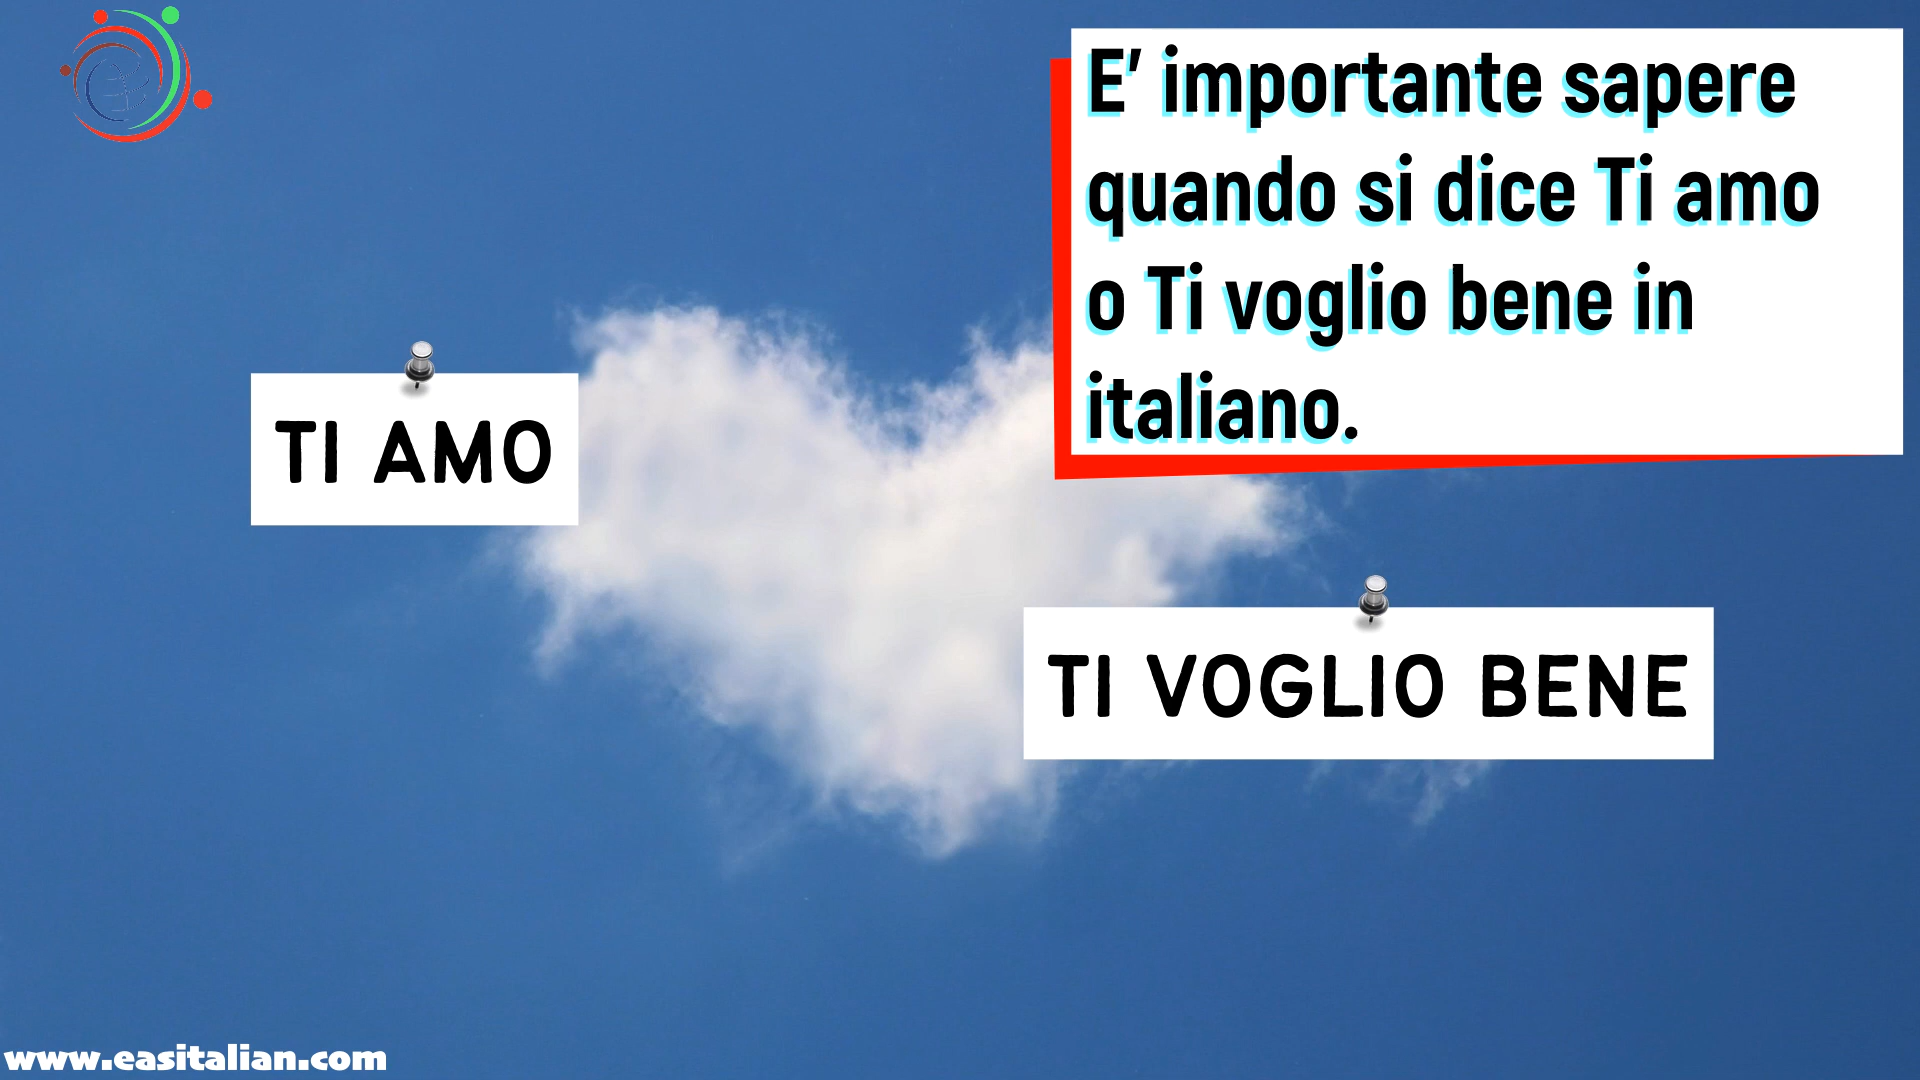 E' importante sapere
quando si dice Ti amo
o Ti voglio bene in
italiano.
TI AMO
TI VOGLIO BENE
www.easitalian.com